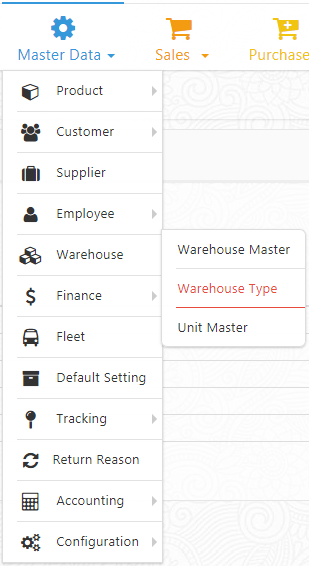 Master Data
Sales
Purchase
Product
Customer
Supplier
Employee
Warehouse
Warehouse Master
Warehouse Type
Unit Master
Finance
Fleet
Default Setting
Tracking
Return Reason
Accounting
Configuration